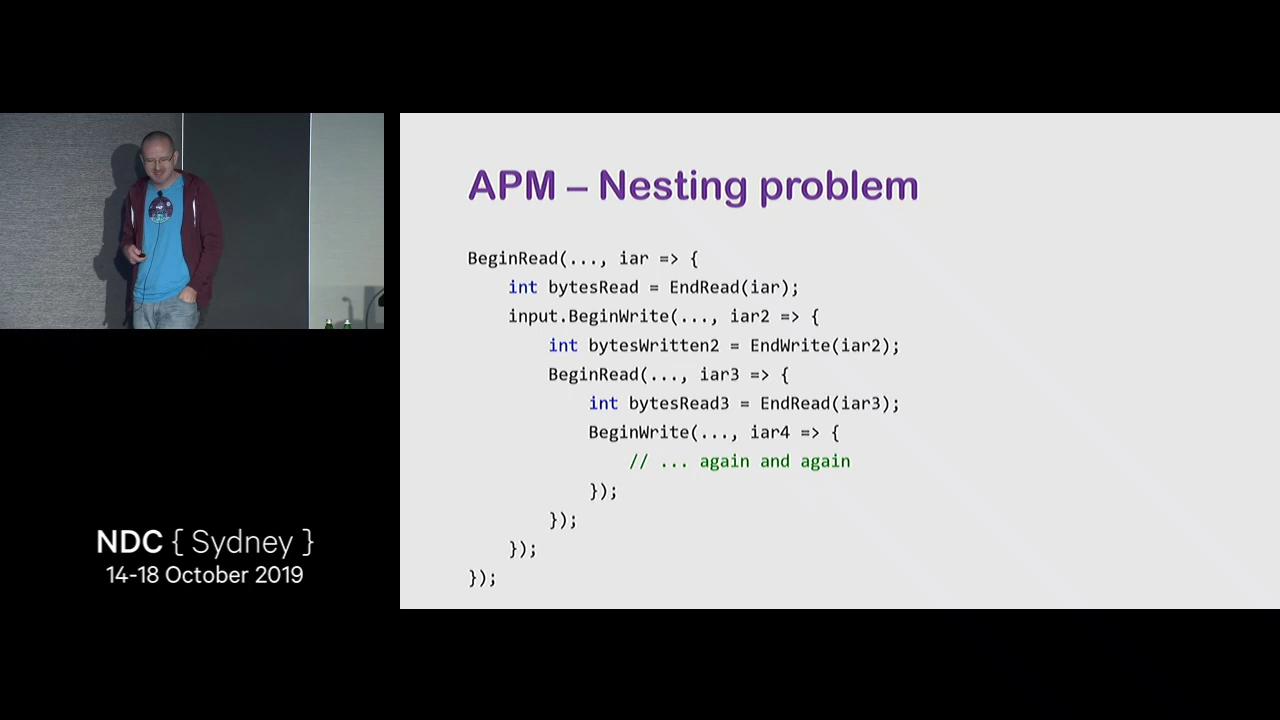 APM – Nesting problem
BeginRead(..., iar => {
int bytesRead = EndRead(iar);
input.BeginWrite(..., iar2 => {
int bytesWritten2 = EndWrite(iar2);
BeginRead(..., iar3 => {
int bytesRead3 = EndRead(iar3);
BeginWrite(..., iar4 => {
// ... again and again
});
});
});
});
NDC { Sydney }
14-18 October 2019